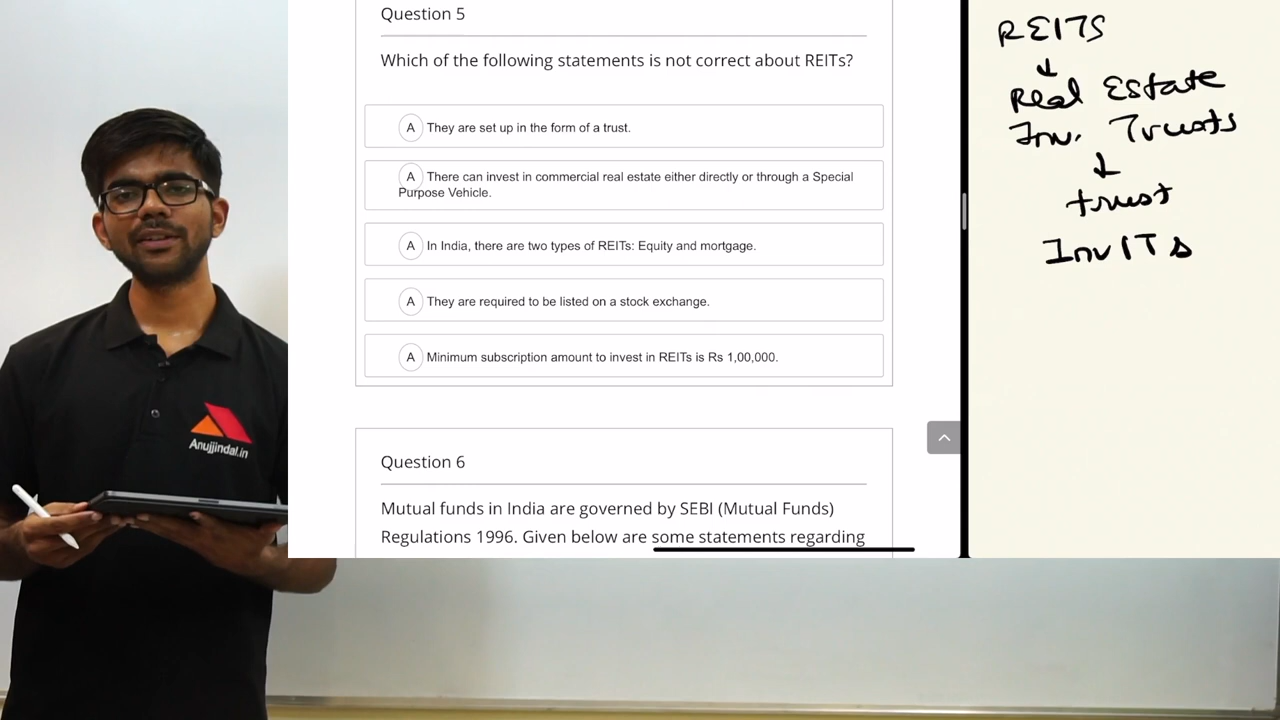 Question 5
Which of the following statements is not correct about REITs?
A They are set up in the form of a trust.
A There can invest in commercial real estate either directly or through a Special
Purpose Vehicle.
A In India, there are two types of REITs: Equity and mortgage.
A They are required to be listed on a stock exchange.
A Minimum subscription amount to invest in REITs is Rs 1,00,000.
Question 6
Mutual funds in India are governed by SEBI (Mutual Funds)
Regulations 1996. Given below are some statements regarding
REITS
↓
Real Estate
Inv. Trusts
↓
trust
InvITs
Anujjindal.in